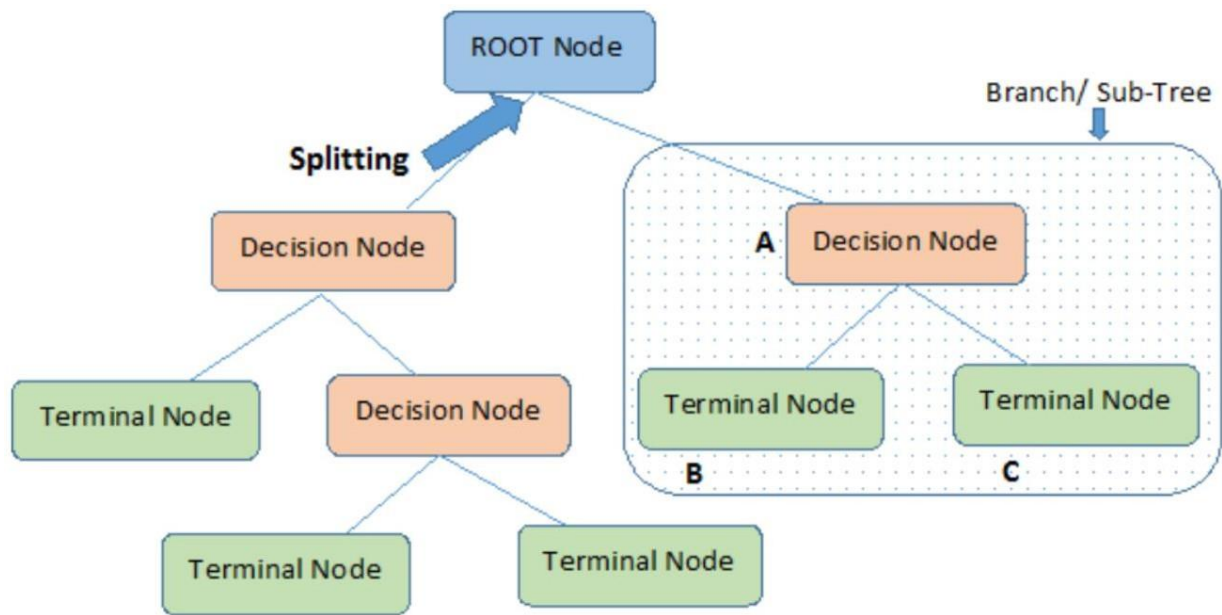 ROOT Node
Branch/ Sub-Tree
Splitting
Decision Node
A
Decision Node
Terminal Node
Decision Node
Terminal Node
Terminal Node
B
C
Terminal Node
Terminal Node